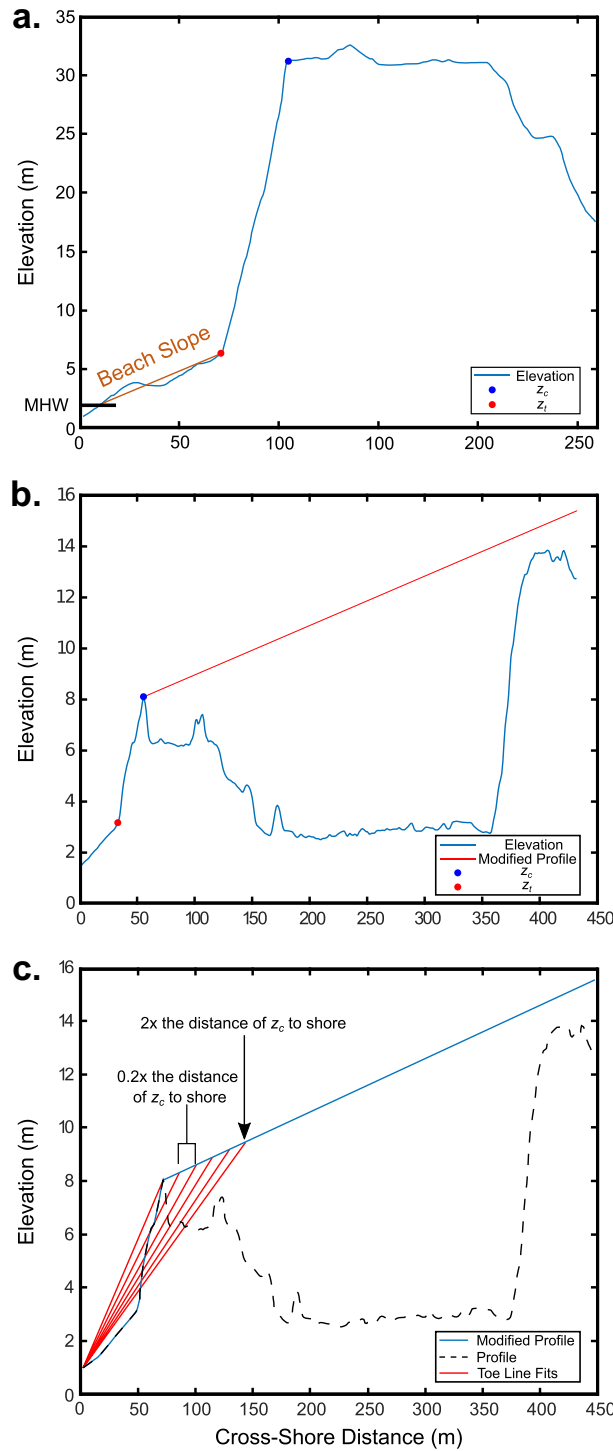 a.
35
30
25
20
15
10
5
0
Elevation (m)
Beach Slope
MHW
Elevation
z_c
z_t
0
50
100
100
200
260
b.
16
14
12
10
8
6
4
2
0
Elevation (m)
Elevation
Modified Profile
z_c
z_t
0
50
100
150
200
250
300
350
400
450
c.
16
14
12
10
8
6
4
2
0
Elevation (m)
2x the distance of z_c to shore
0.2x the distance
of z_c to shore
Modified Profile
Profile
Toe Line Fits
0
50
100
150
200
250
300
350
400
450
Cross-Shore Distance (m)